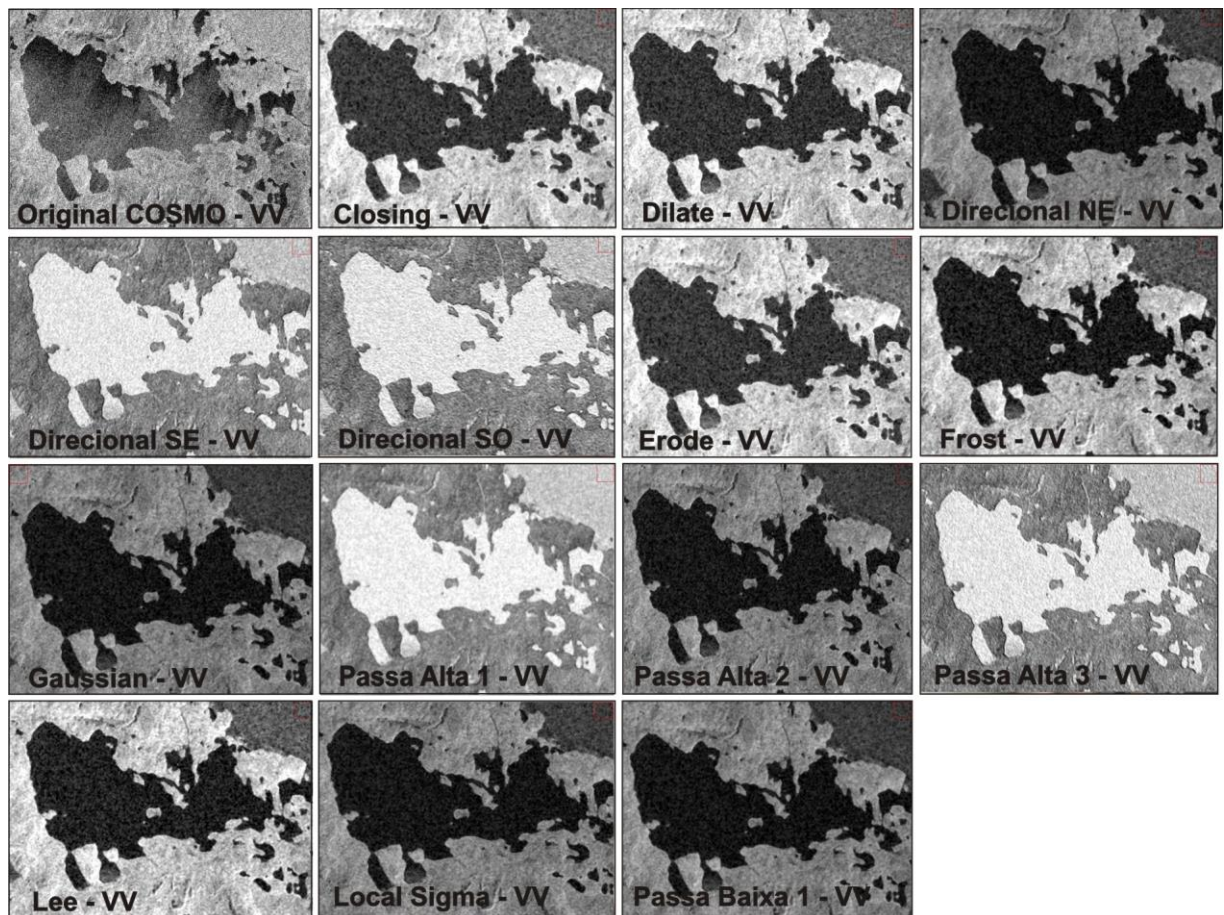 Original COSMO - VV
Closing - VV
Dilate - VV
Direcional NE - VV
Direcional SE - VV
Direcional SO - VV
Erode - VV
Frost - VV
Gaussian - VV
Passa Alta 1 - VV
Passa Alta 2 - VV
Passa Alta 3 - VV
Lee - VV
Local Sigma - VV
Passa Baixa 1 - VV